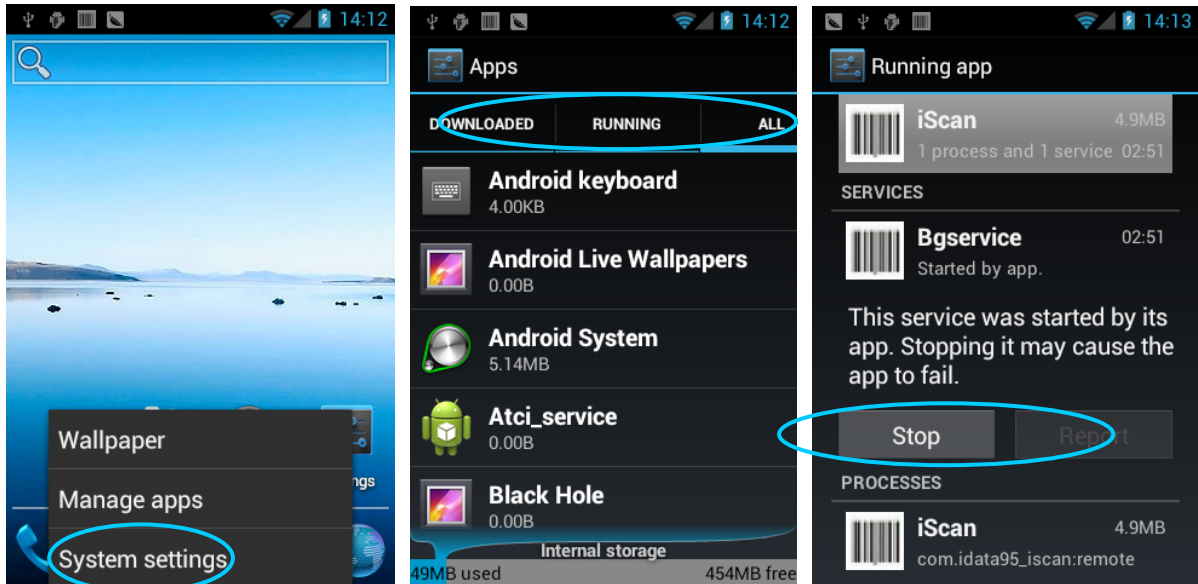 14:12
Wallpaper
ngs
Manage apps
System settings
14:12
Apps
DOWNLOADED RUNNING ALL
Android keyboard
4.00KB
Android Live Wallpapers
0.00B
Android System
5.14MB
Atci_service
0.00B
Black Hole
0.00B
Internal storage
49MB used 454MB free
14:13
Running app
iScan 4.9MB
1 process and 1 service 02:51
SERVICES
Bgservice 02:51
Started by app.
This service was started by its
app. Stopping it may cause the
app to fail.
Stop Report
PROCESSES
iScan 4.9MB
com.idata95_iscan:remote